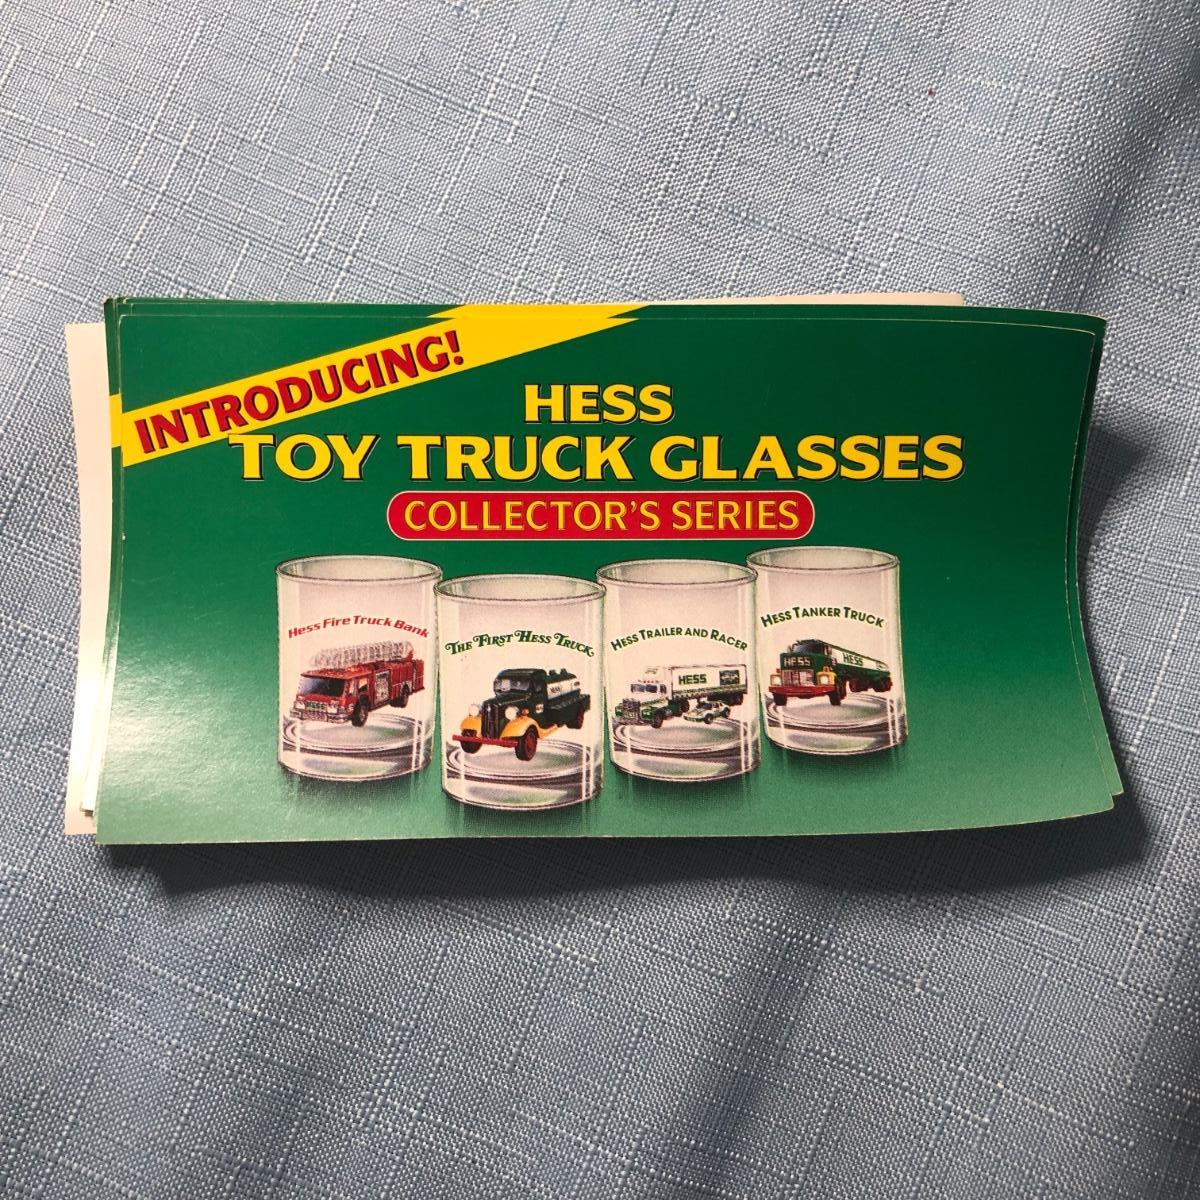 INTRODUCING!
HESS
TOY TRUCK GLASSES
COLLECTOR'S SERIES
Hess Fire Truck Bank
THE FIRST HESS TRUCK
HESS TRAILER AND RACER
HESS TANKER TRUCK
HESS
HESS
HESS
HESS